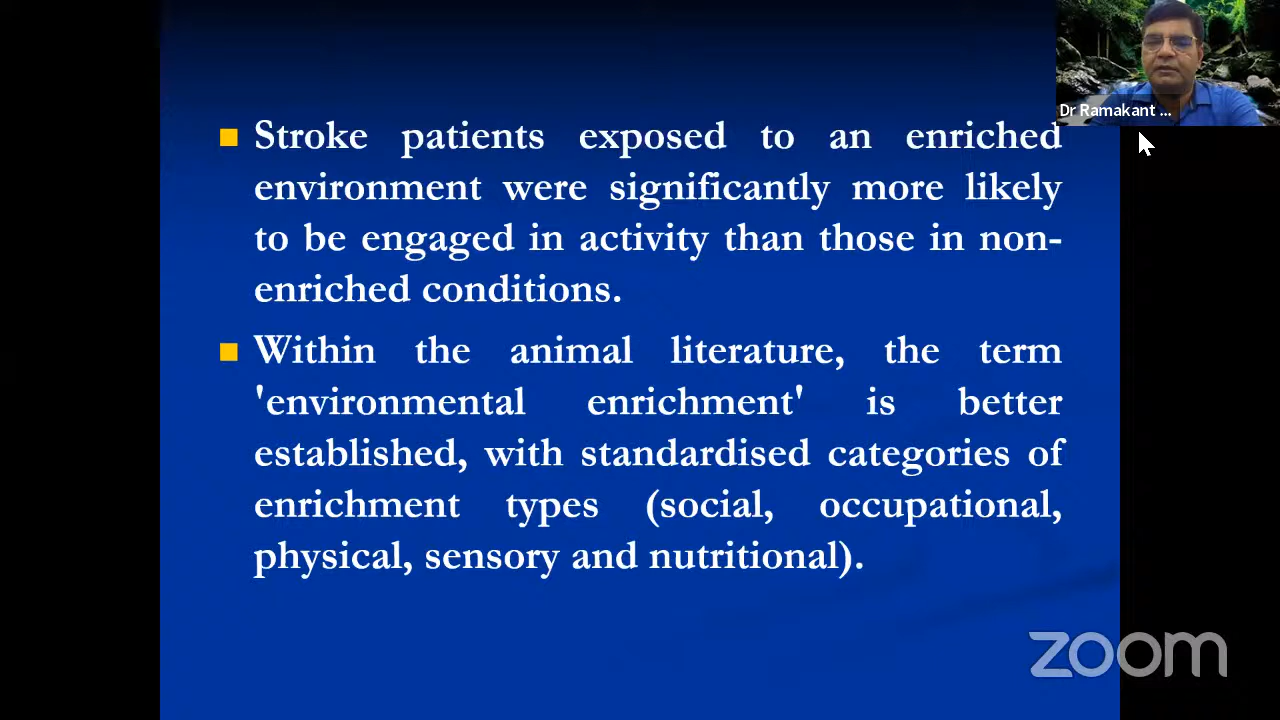 Dr Ramakant ...
Stroke patients exposed to an enriched
environment were significantly more likely
to be engaged in activity than those in non-
enriched conditions.
Within the animal literature, the term
'environmental enrichment' is better
established, with standardised categories of
enrichment types (social, occupational,
physical, sensory and nutritional).
zoom